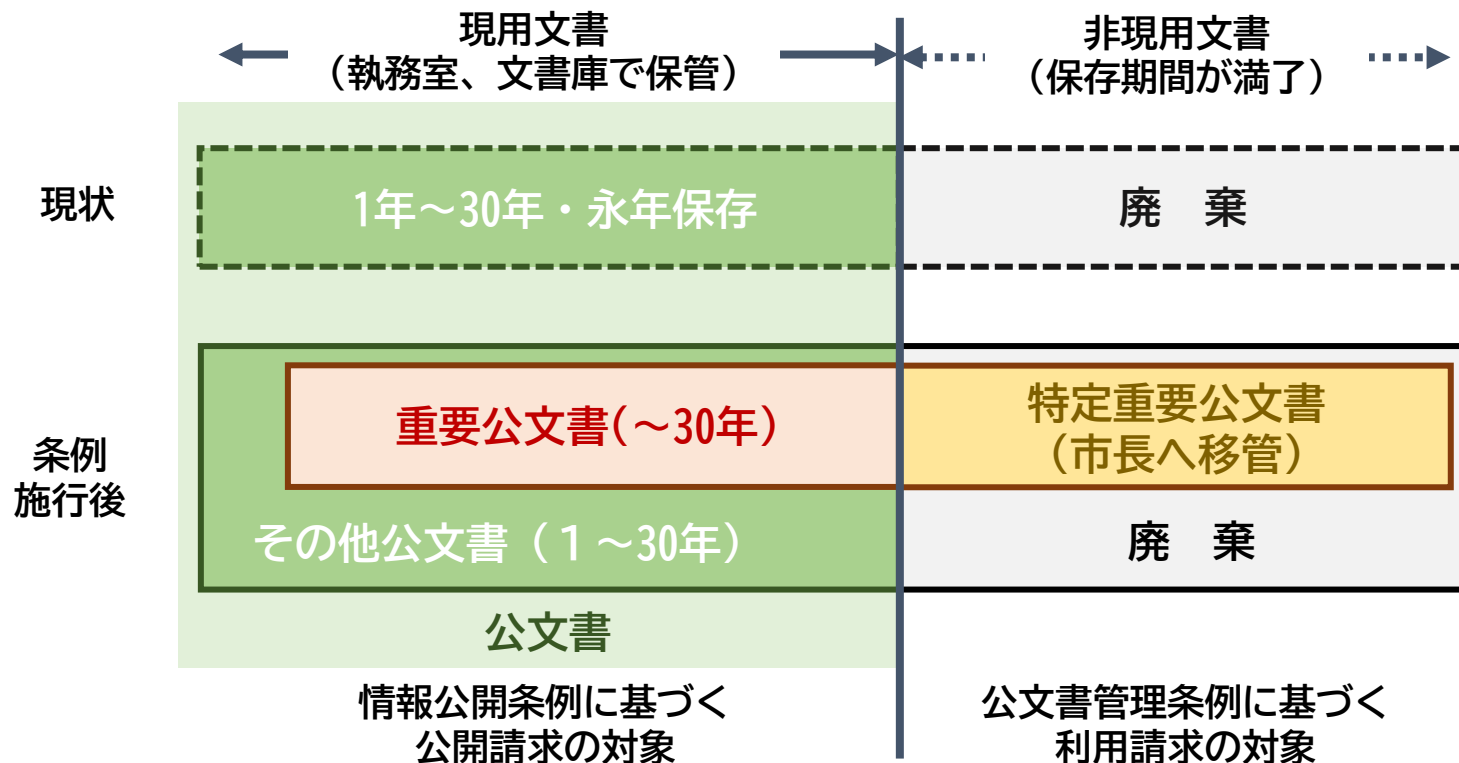 現用文書
（執務室、文書庫で保管）
非現用文書
（保存期間が満了）
現状
1年～30年・永年保存
廃　棄
条例
施行後
重要公文書(～30年)
特定重要公文書
（市長へ移管）
その他公文書（１～30年）
廃　棄
公文書
情報公開条例に基づく
公開請求の対象
公文書管理条例に基づく
利用請求の対象